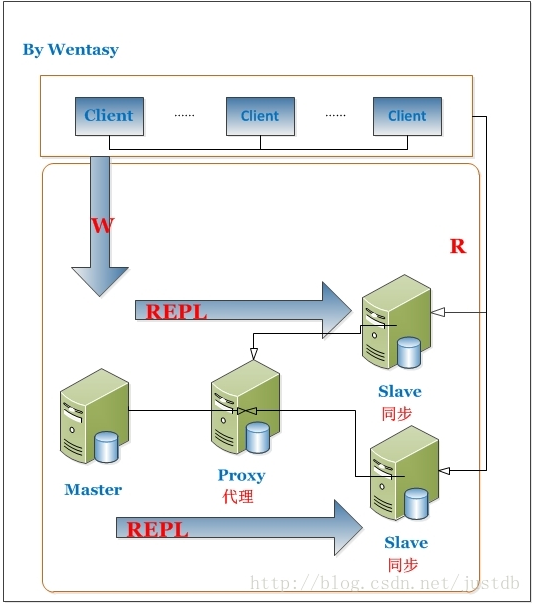 By Wentasy
Client
......
Client
......
Client
W
R
REPL
Slave
同步
Master
Proxy
代理
REPL
Slave
同步
http://blog.csdn.net/justdb